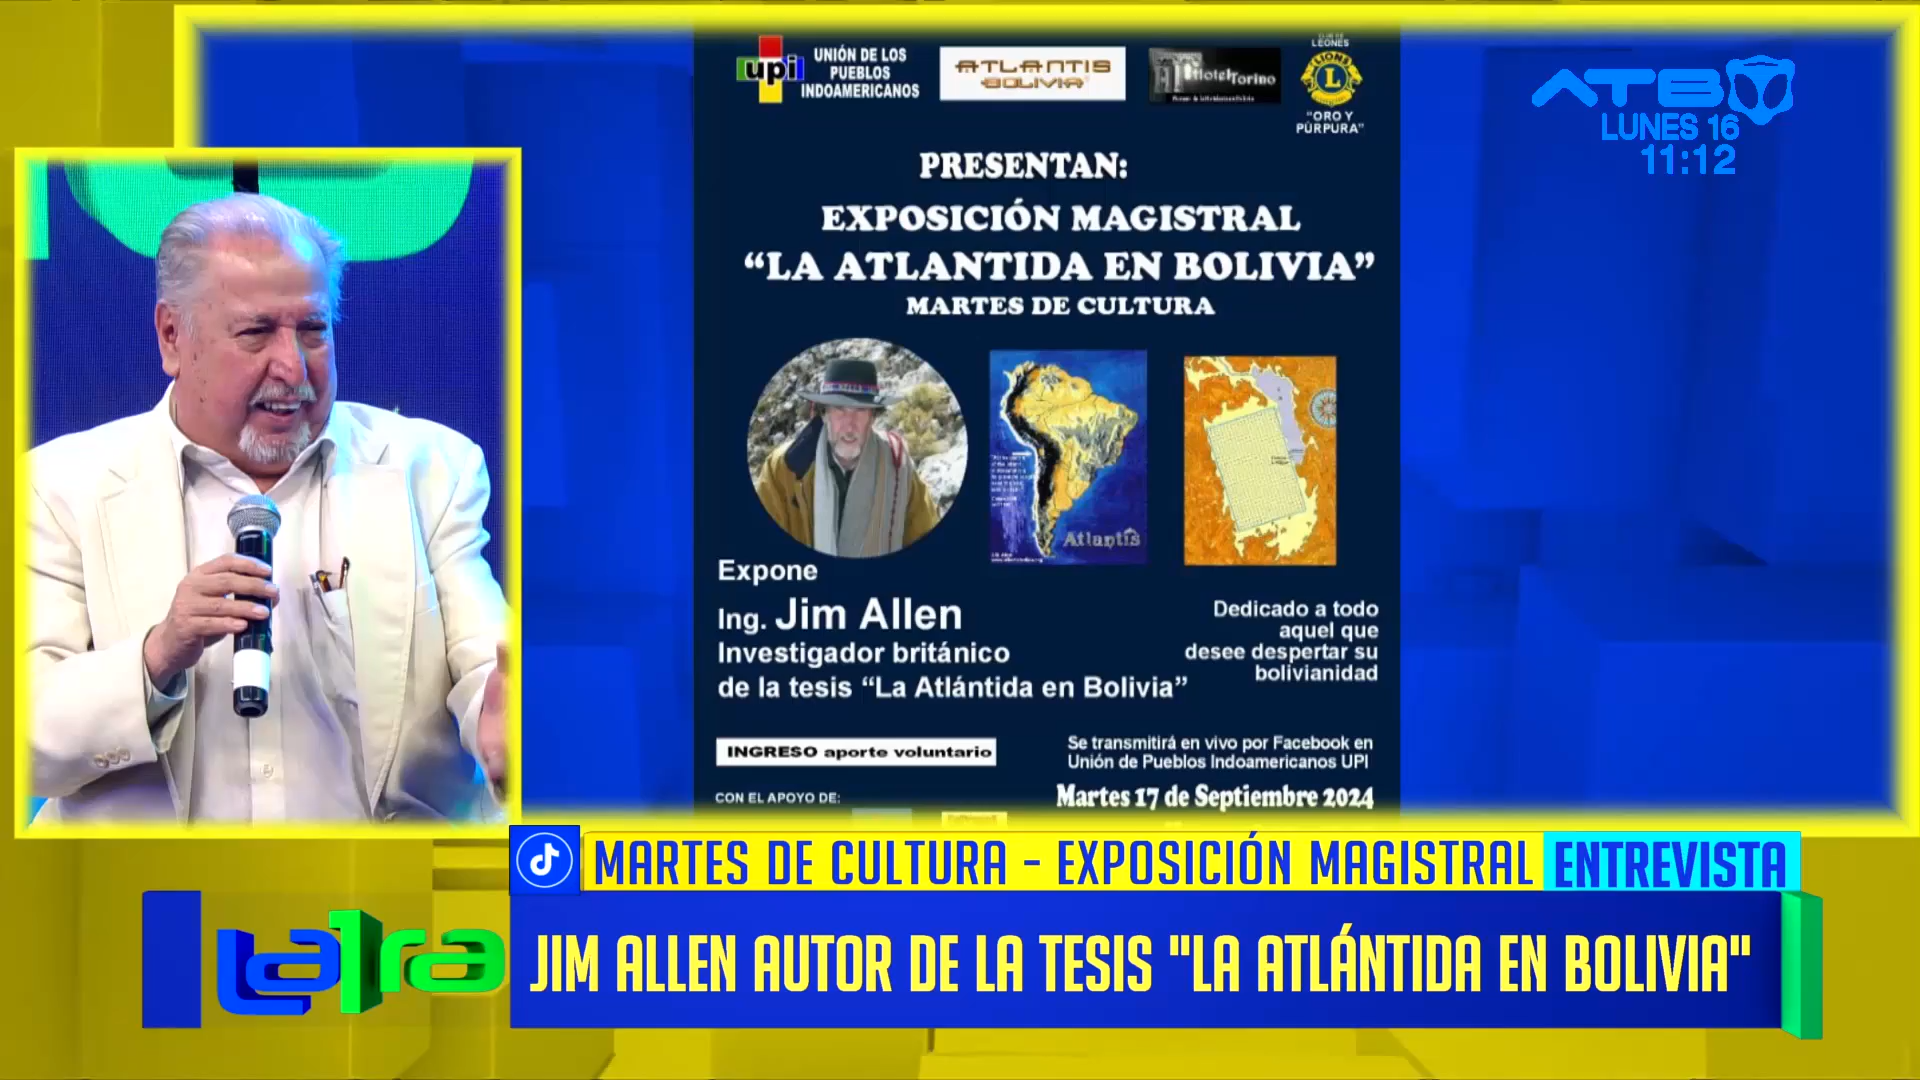 upi
UNIÓN DE LOS
PUEBLOS
INDOAMERICANOS
ATLANTIS
BOLIVIA
Hotel Torino
CLUB DE
LEONES
LIONS
L
"ORO Y
PÚRPURA"
ATB
LUNES 16
11:12
PRESENTAN:
EXPOSICIÓN MAGISTRAL
“LA ATLANTIDA EN BOLIVIA”
MARTES DE CULTURA
Atlantis
Expone
Ing. Jim Allen
Investigador británico
de la tesis “La Atlántida en Bolivia”
Dedicado a todo
aquel que
desee despertar su
bolivianidad
INGRESO aporte voluntario
Se transmitirá en vivo por Facebook en
Unión de Pueblos Indoamericanos UPI
CON EL APOYO DE:
Martes 17 de Septiembre 2024
MARTES DE CULTURA - EXPOSICIÓN MAGISTRAL
ENTREVISTA
La1ra
JIM ALLEN AUTOR DE LA TESIS "LA ATLÁNTIDA EN BOLIVIA"